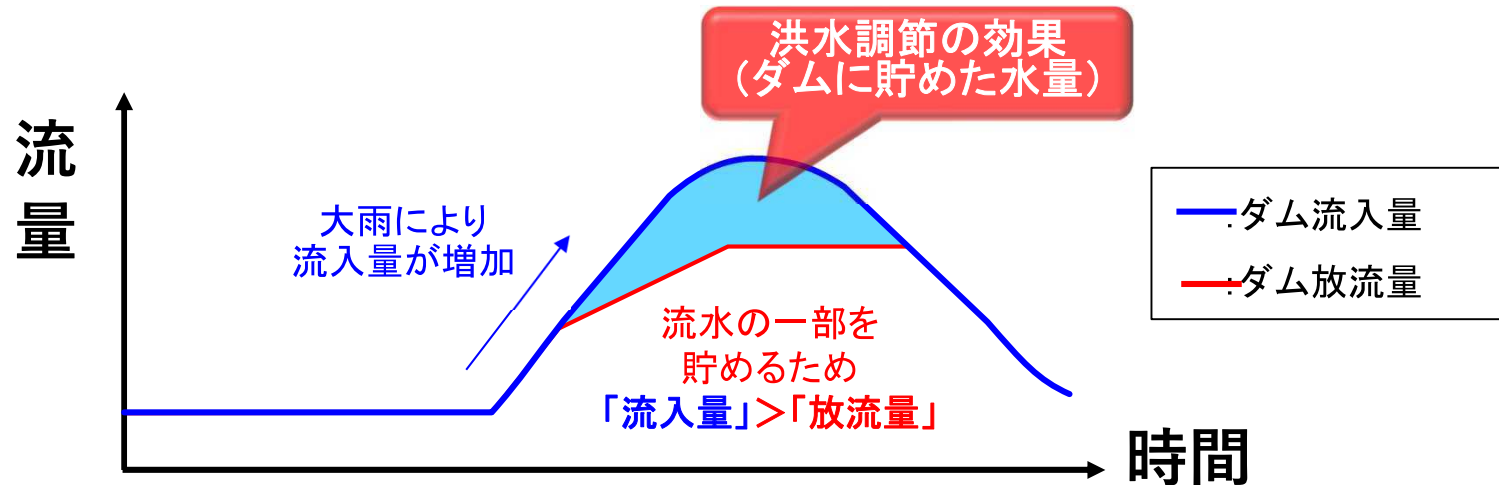 洪水調節の効果
（ダムに貯めた水量）
流
量
大雨により
流入量が増加
:ダム流入量
:ダム放流量
流水の一部を
貯めるため
「流入量」＞「放流量」
時間